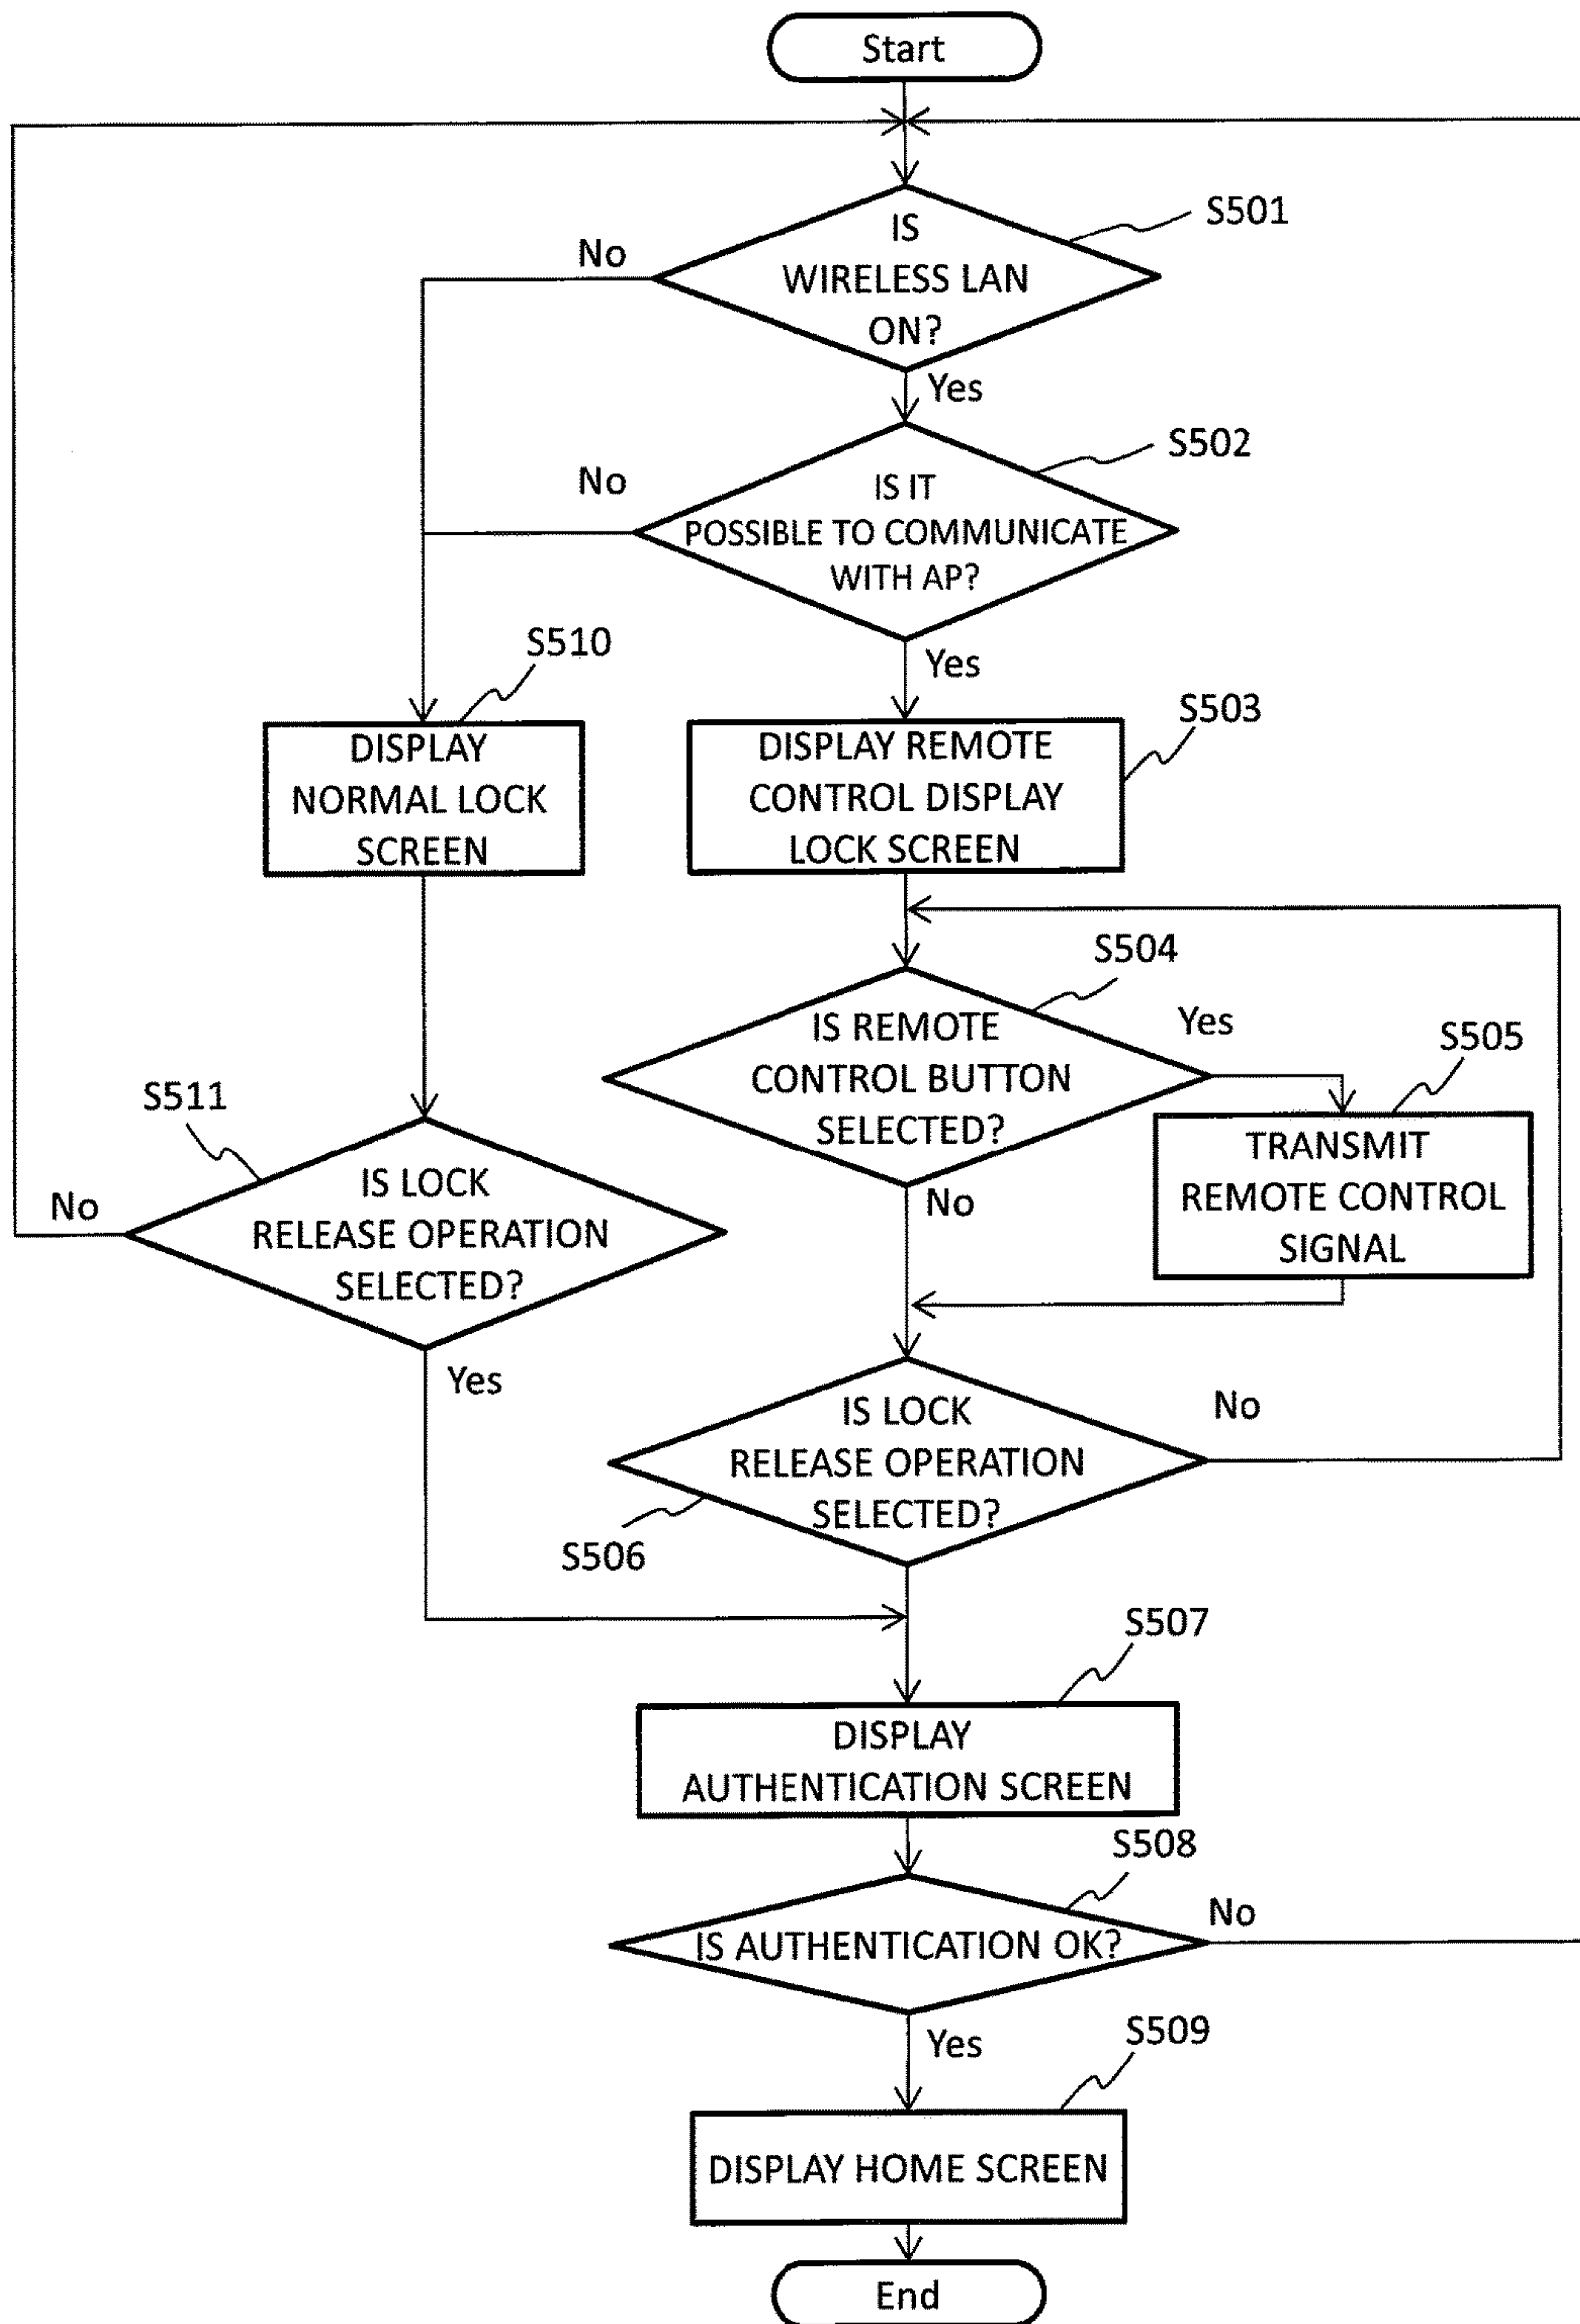 Start
S501
No
IS
WIRELESS LAN
ON?
Yes
S502
No
IS IT
POSSIBLE TO COMMUNICATE
WITH AP?
Yes
S510
S503
DISPLAY
NORMAL LOCK
SCREEN
DISPLAY REMOTE
CONTROL DISPLAY
LOCK SCREEN
S504
IS REMOTE
CONTROL BUTTON
SELECTED?
Yes
S505
No
TRANSMIT
REMOTE CONTROL
SIGNAL
S511
No
IS LOCK
RELEASE OPERATION
SELECTED?
Yes
IS LOCK
RELEASE OPERATION
SELECTED?
No
S506
S507
DISPLAY
AUTHENTICATION SCREEN
S508
No
IS AUTHENTICATION OK?
Yes
S509
DISPLAY HOME SCREEN
End